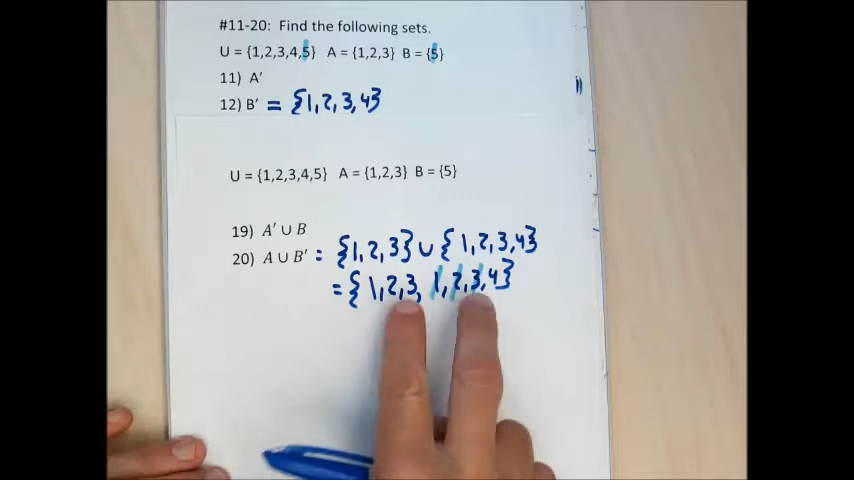 #11-20: Find the following sets.
U = {1,2,3,4,5} A = {1,2,3} B = {5}
11) A′
12) B′ = {1,2,3,4}
U = {1,2,3,4,5} A = {1,2,3} B = {5}
19) A′ ∪ B
20) A ∪ B′ = {1,2,3} ∪ {1,2,3,4}
= {1,2,3, 1,2,3,4}